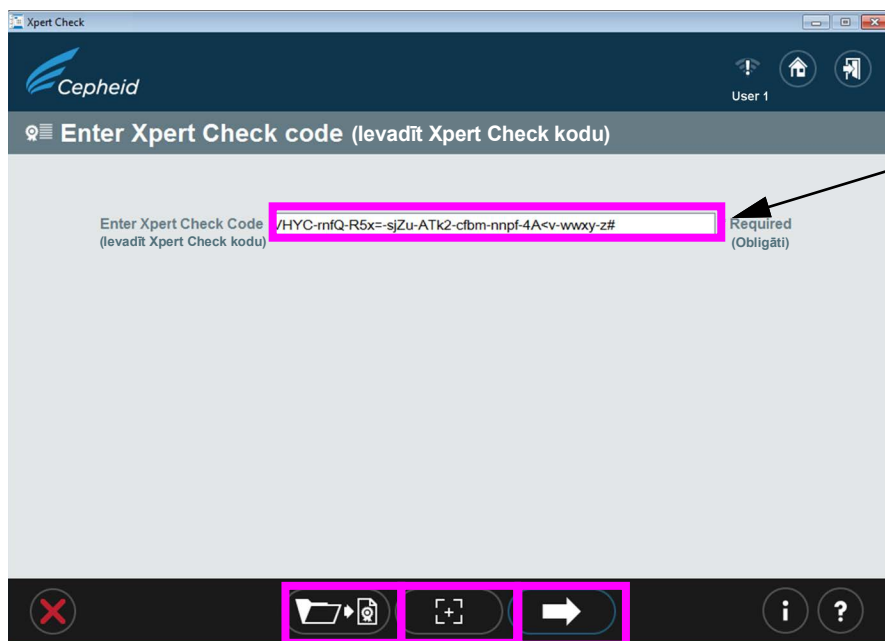 Xpert Check
Cepheid
User 1
Enter Xpert Check code (Ievadīt Xpert Check kodu)
Enter Xpert Check Code /HYC-rnfQ-R5x=-sjZu-ATk2-cfbm-nnpf-4A<v-wwxy-z# Required
(Ievadīt Xpert Check kodu) (Obligāti)
i ?